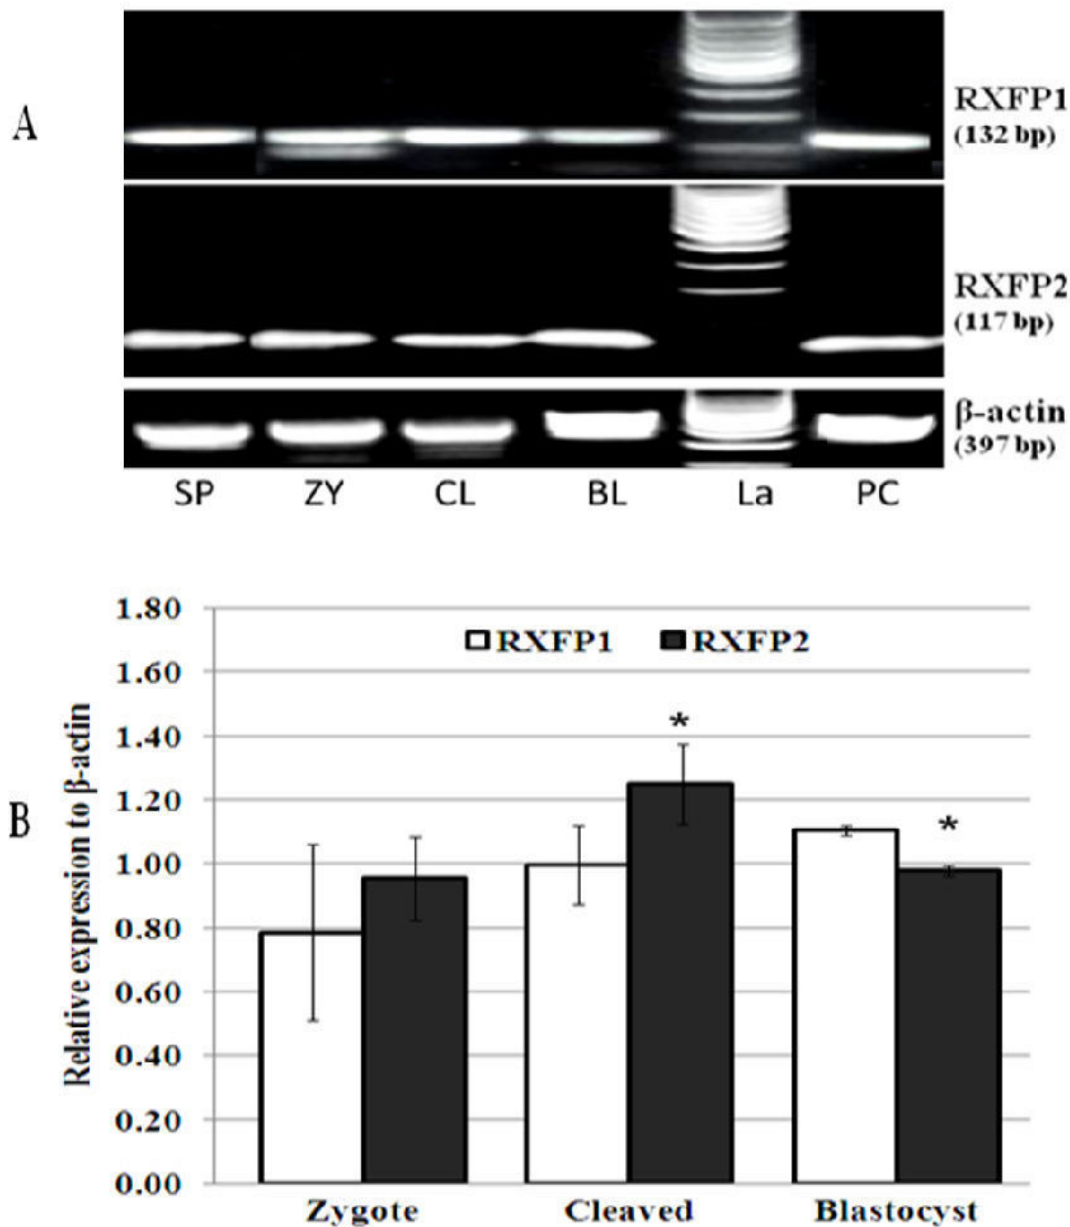 A
RXFP1
(132 bp)
RXFP2
(117 bp)
β-actin
(397 bp)
SP ZY CL BL La PC
B
Relative expression to β-actin
1.80
1.60
1.40
1.20
1.00
0.80
0.60
0.40
0.20
0.00
RXFP1 RXFP2
*
*
Zygote Cleaved Blastocyst